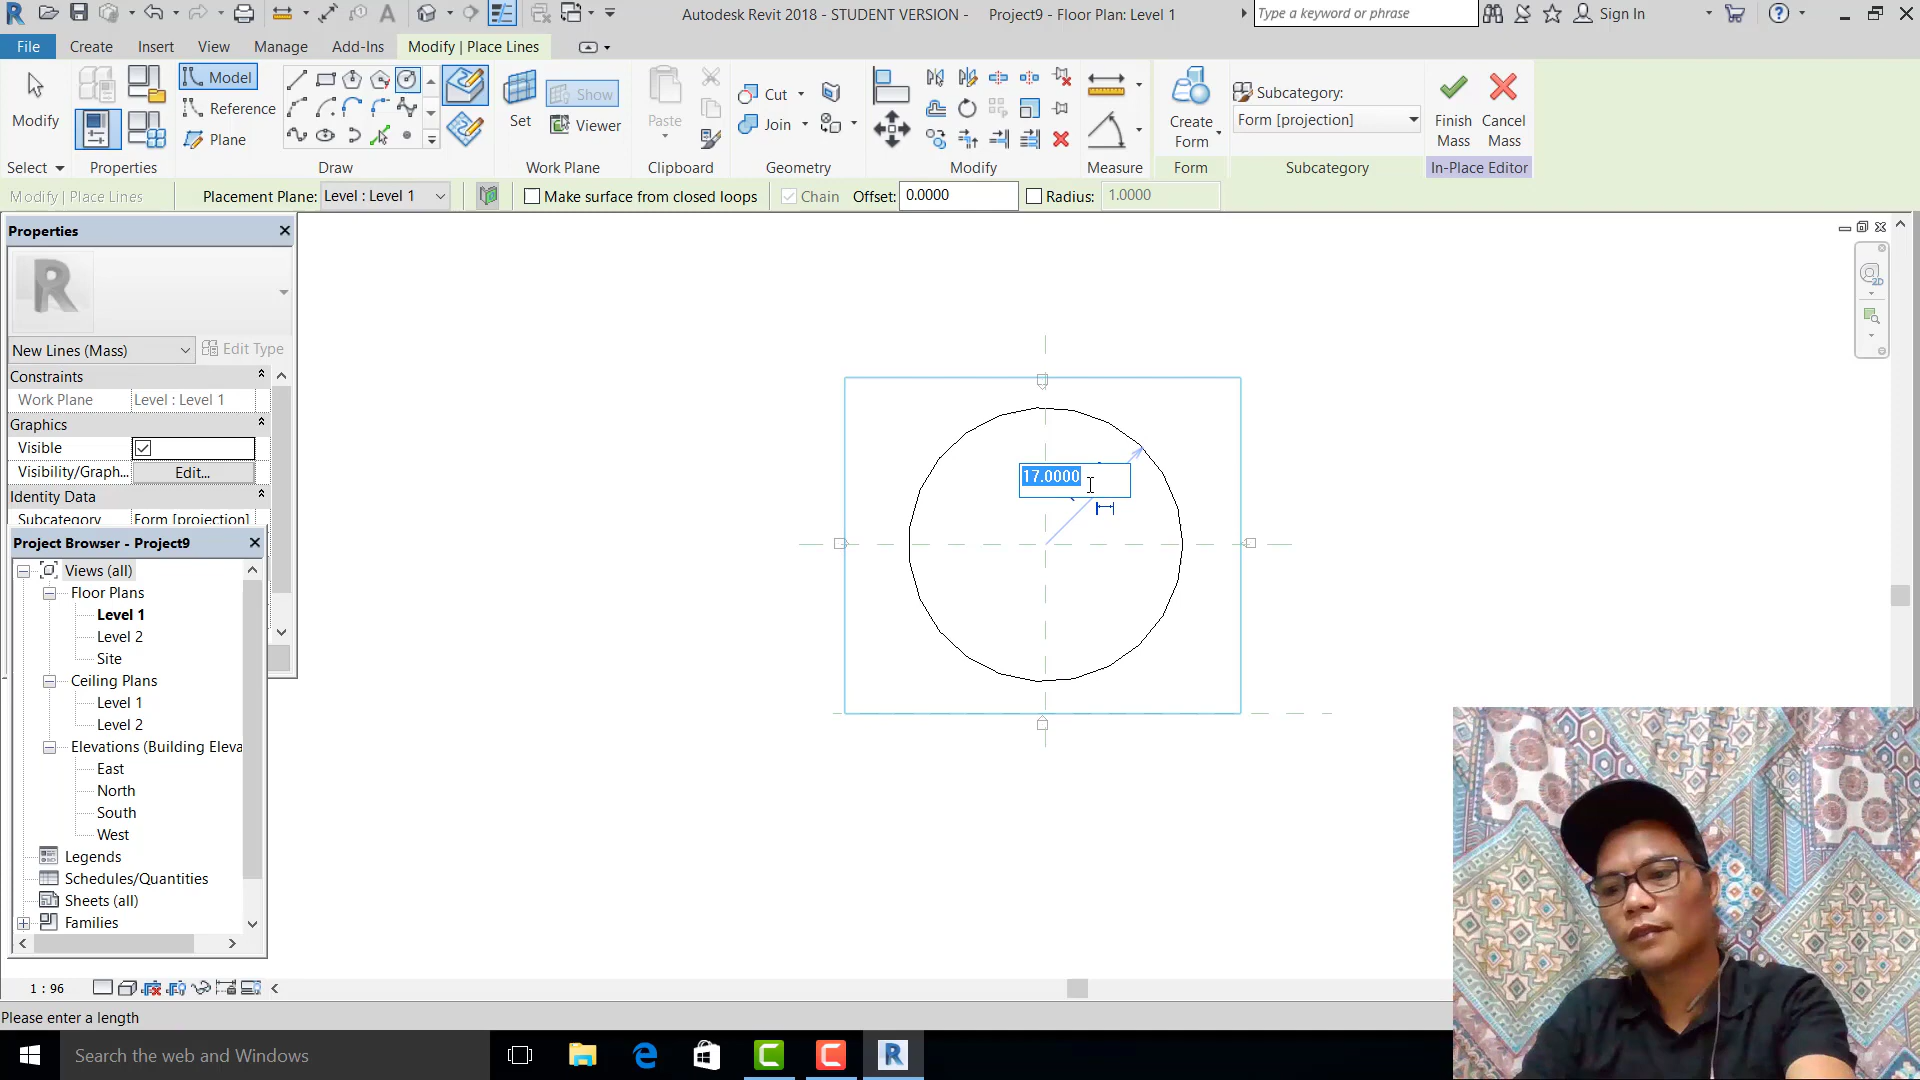 Autodesk Revit 2018 - STUDENT VERSION - Project9 - Floor Plan: Level 1
Type a keyword or phrase
Sign In
File Create Insert View Manage Add-Ins Modify | Place Lines
Modify
Model
Reference
Plane
Set
Show
Viewer
Paste
Cut
Join
Create
Form
Subcategory:
Form [projection]
Finish
Mass
Cancel
Mass
Select Properties Draw Work Plane Clipboard Geometry Modify Measure Form Subcategory In-Place Editor
Modify | Place Lines Placement Plane: Level : Level 1 Make surface from closed loops Chain Offset: 0.0000 Radius: 1.0000
Properties
R
New Lines (Mass) Edit Type
Constraints
Work Plane Level : Level 1
Graphics
Visible
Visibility/Graph... Edit...
Identity Data
Subcategory Form [projection]
Project Browser - Project9
Views (all)
Floor Plans
Level 1
Level 2
Site
Ceiling Plans
Level 1
Level 2
Elevations (Building Eleva
East
North
South
West
Legends
Schedules/Quantities
Sheets (all)
Families
17.0000
2D
1 : 96
Please enter a length
Search the web and Windows